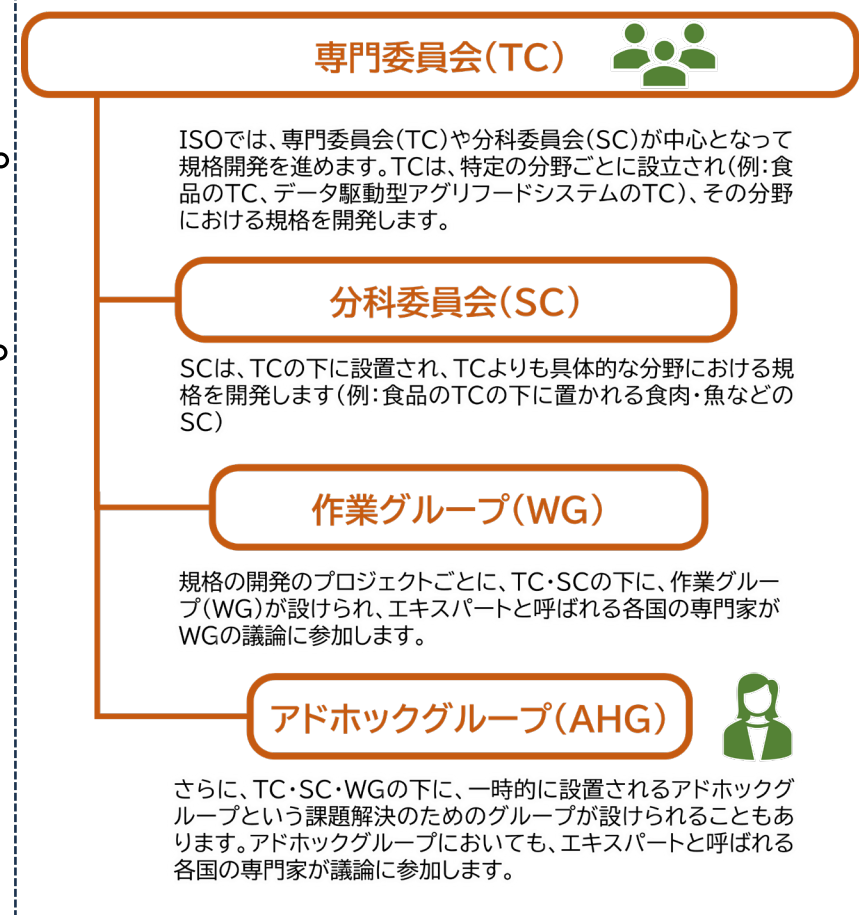 専門委員会(TC)
ISOでは、専門委員会(TC)や分科委員会(SC)が中心となって
規格開発を進めます。TCは、特定の分野ごとに設立され(例:食
品のTC、データ駆動型アグリフードシステムのTC)、その分野
における規格を開発します。
分科委員会(SC)
SCは、TCの下に設置され、TCよりも具体的な分野における規
格を開発します(例:食品のTCの下に置かれる食肉・魚などの
SC)
作業グループ(WG)
規格の開発のプロジェクトごとに、TC・SCの下に、作業グルー
プ(WG)が設けられ、エキスパートと呼ばれる各国の専門家が
WGの議論に参加します。
アドホックグループ(AHG)
さらに、TC・SC・WGの下に、一時的に設置されるアドホックグ
ループという課題解決のためのグループが設けられることもあ
ります。アドホックグループにおいても、エキスパートと呼ばれる
各国の専門家が議論に参加します。